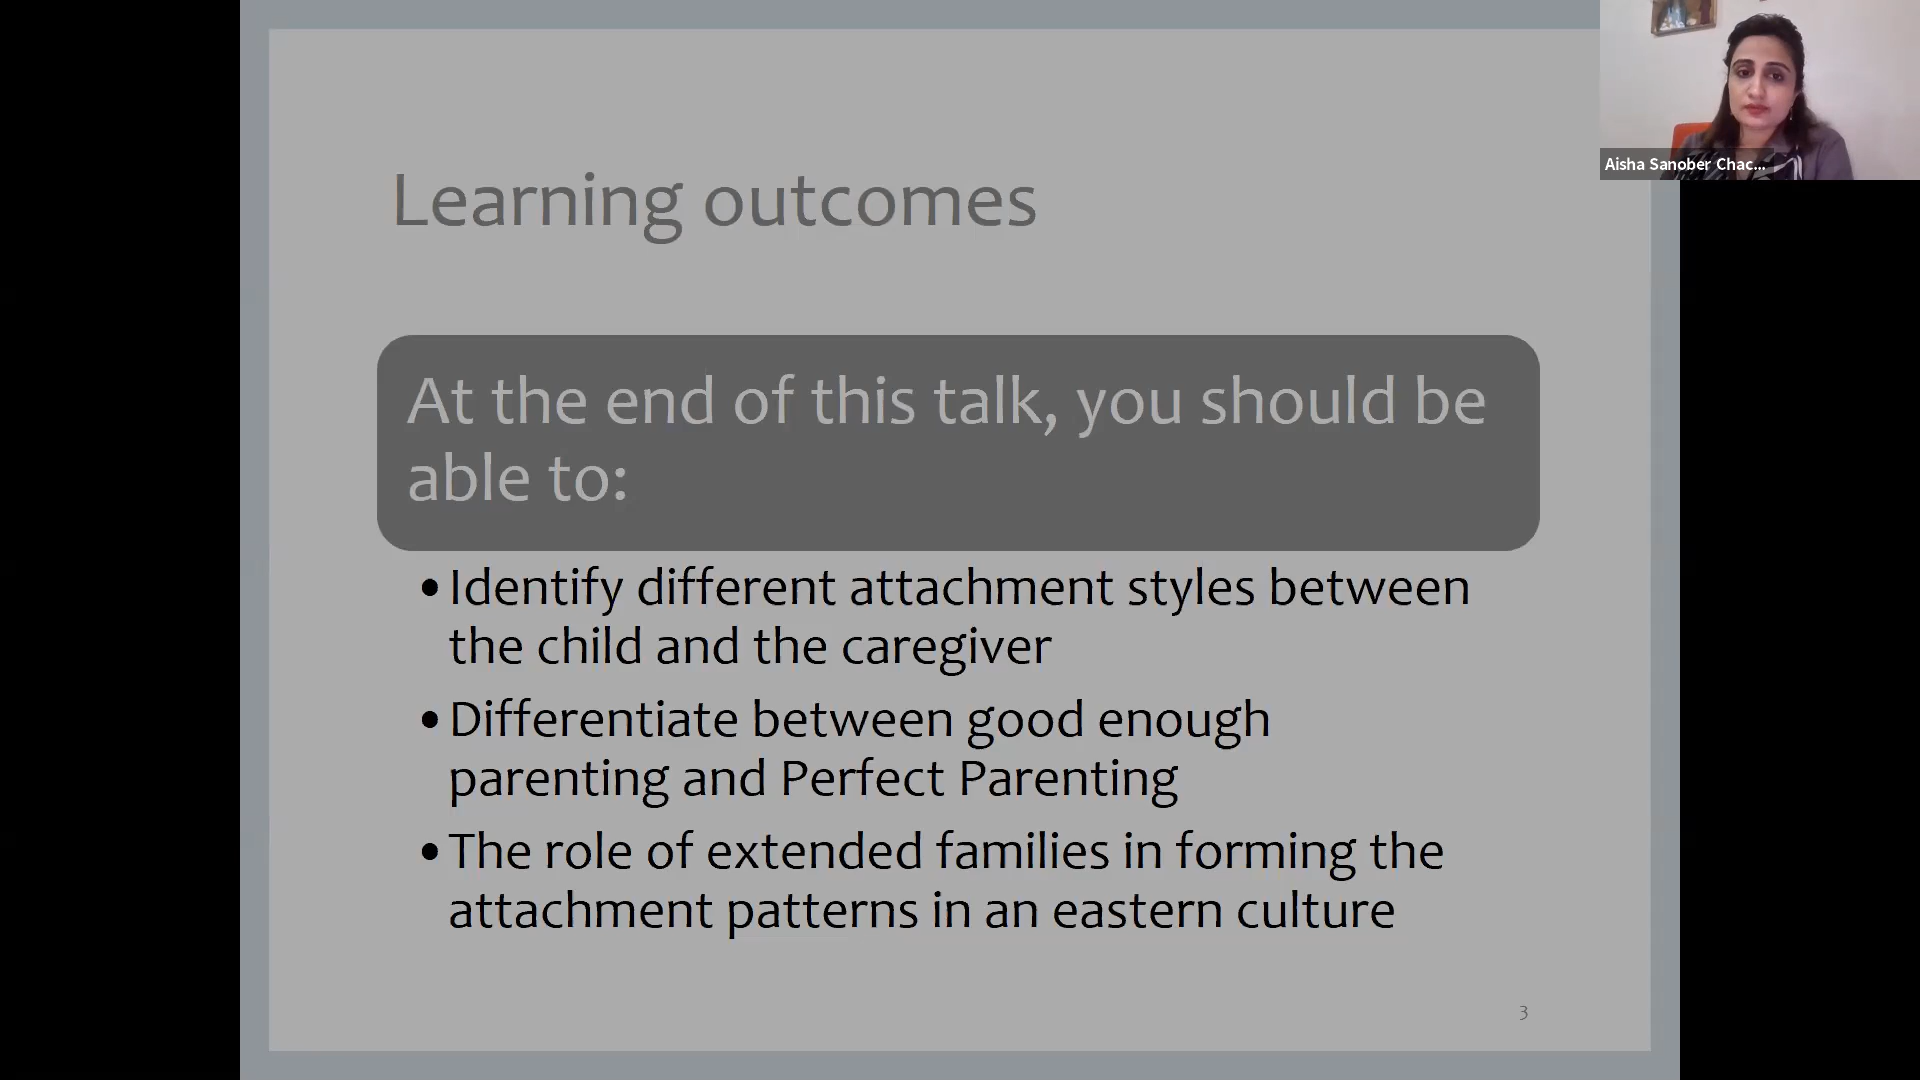 Aisha Sanober Chac...
Learning outcomes
At the end of this talk, you should be
able to:
•Identify different attachment styles between
the child and the caregiver
•Differentiate between good enough
parenting and Perfect Parenting
•The role of extended families in forming the
attachment patterns in an eastern culture
3